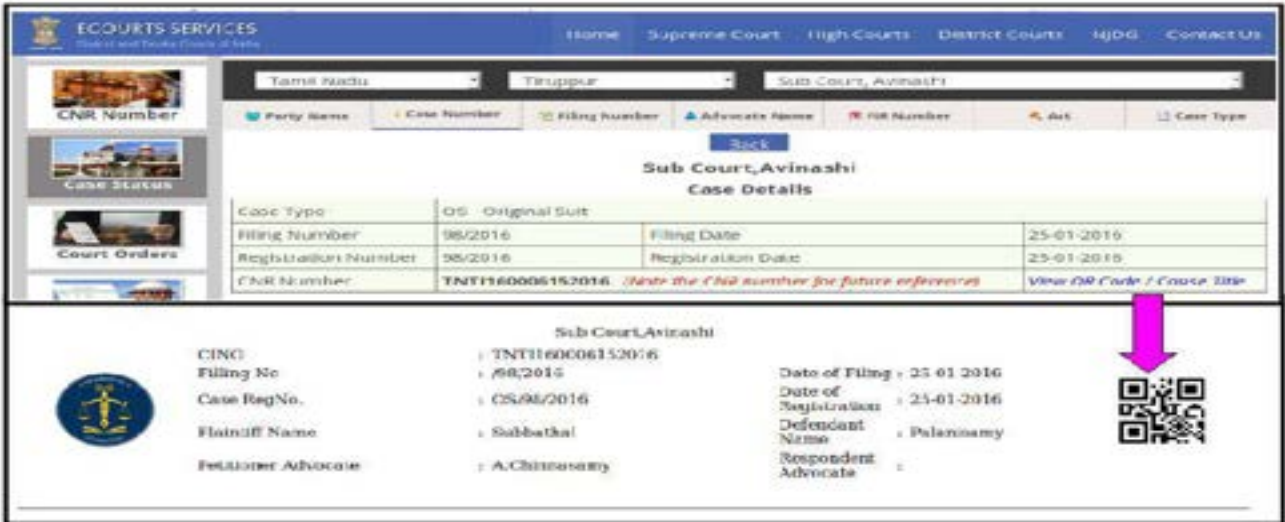 ECOURTS SERVICES
District and Taluka Courts of India
Home Supreme Court High Courts District Courts NJDG Contact Us
Tamil Nadu Tiruppur Sub Court, Avinashi
CNR Number
Party Name Case Number Filing Number Advocate Name FIR Number Act Case Type
Back
Sub Court,Avinashi
Case Details
Case Status
Case Type OS Original Suit
Filing Number 98/2016 Filing Date 25-01-2016
Court Orders
Registration Number 98/2016 Registration Date 25-01-2016
CNR Number TNTI160006152016 (Note the CNR number for future reference) View QR Code / Cause Title
Sub Court,Avinashi
CINO : TNTI160006152016
Filling No : /98/2016 Date of Filing : 25-01-2016
Case RegNo. : OS/98/2016 Date of Registration : 25-01-2016
Plaintiff Name : Subbathal Defendant Name : Palanisamy
Petitioner Advocate : A.Chinnasamy Respondent Advocate :